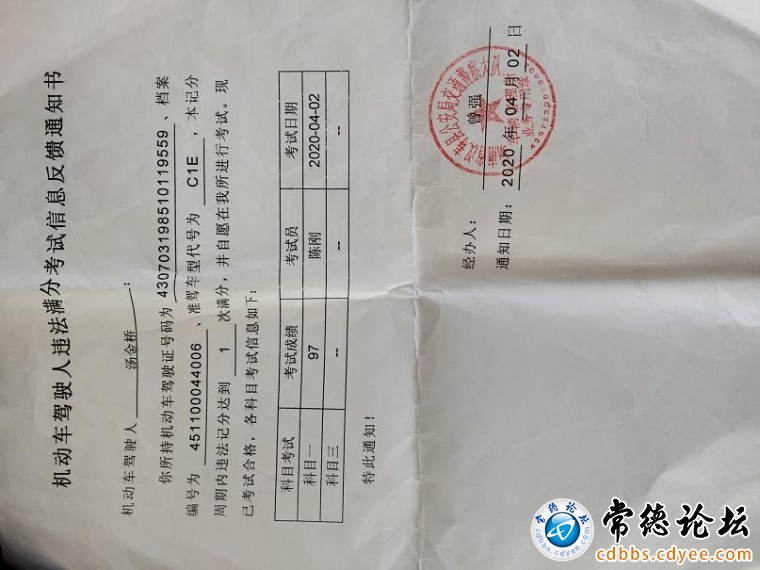 机动车驾驶人违法满分考试信息反馈通知书
机动车驾驶人 汤金桥 :
你所持机动车驾驶证号码为 430703198510119559 、档案
编号为 451100044006 、准驾车型代号为 C1E , 本记分
周期内违法记分达到 1 次满分, 并自愿在我所进行考试。现
已考试合格, 各科目考试信息如下:
科目考试 考试成绩 考试员 考试日期
科目一 97 陈刚 2020-04-02
科目三 -- -- --
特此通知!
经办人: 曾强
通知日期: 2020 年 04 月 02 日
常德论坛
cdbbs.cdyee.com